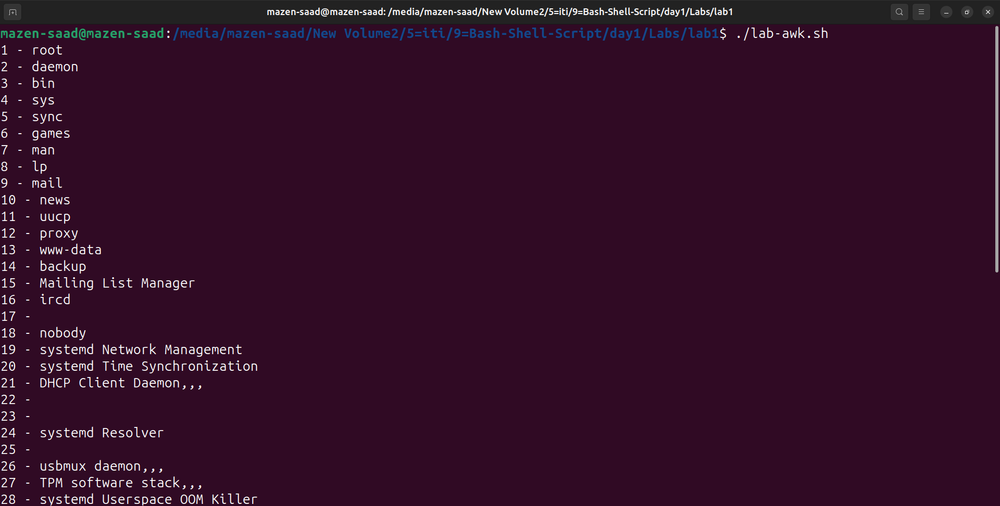 mazen-saad@mazen-saad: /media/mazen-saad/New Volume2/5=iti/9=Bash-Shell-Script/day1/Labs/lab1
mazen-saad@mazen-saad:/media/mazen-saad/New Volume2/5=iti/9=Bash-Shell-Script/day1/Labs/lab1$ ./lab-awk.sh
1 - root
2 - daemon
3 - bin
4 - sys
5 - sync
6 - games
7 - man
8 - lp
9 - mail
10 - news
11 - uucp
12 - proxy
13 - www-data
14 - backup
15 - Mailing List Manager
16 - ircd
17 -
18 - nobody
19 - systemd Network Management
20 - systemd Time Synchronization
21 - DHCP Client Daemon,,,
22 -
23 -
24 - systemd Resolver
25 -
26 - usbmux daemon,,,
27 - TPM software stack,,,
28 - systemd Userspace OOM Killer